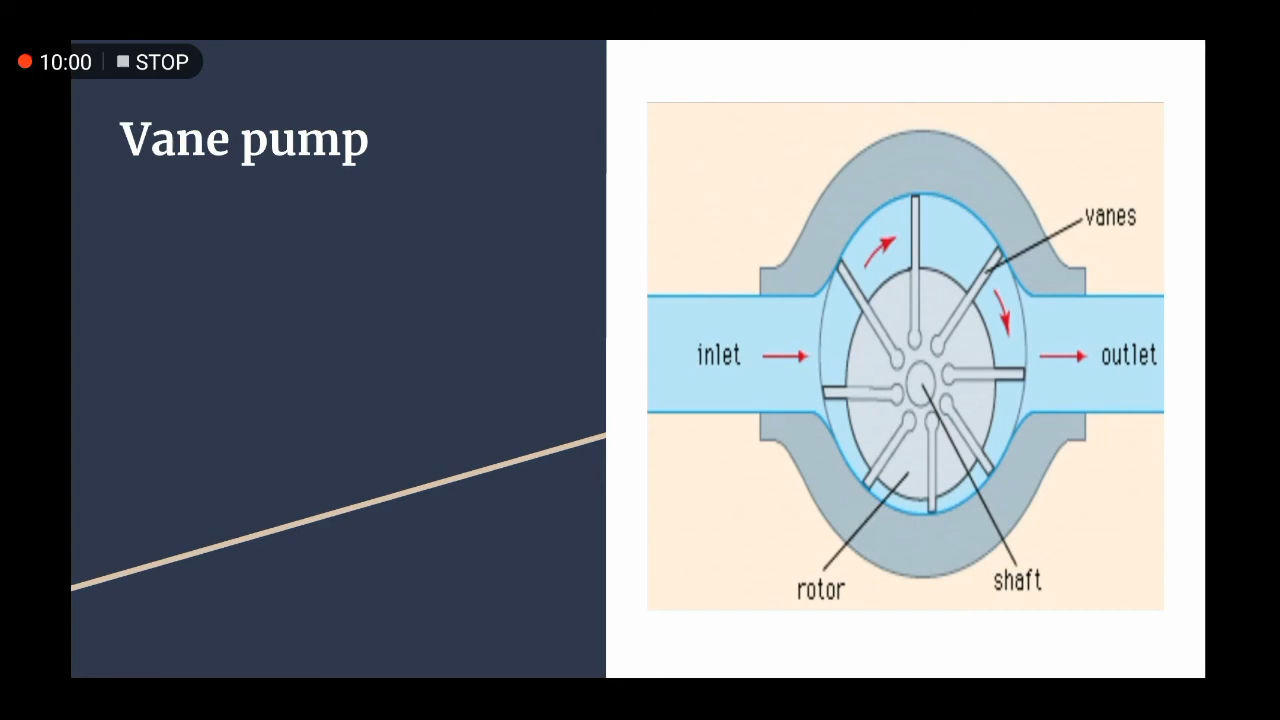 10:00 STOP
Vane pump
vanes
inlet
outlet
rotor
shaft